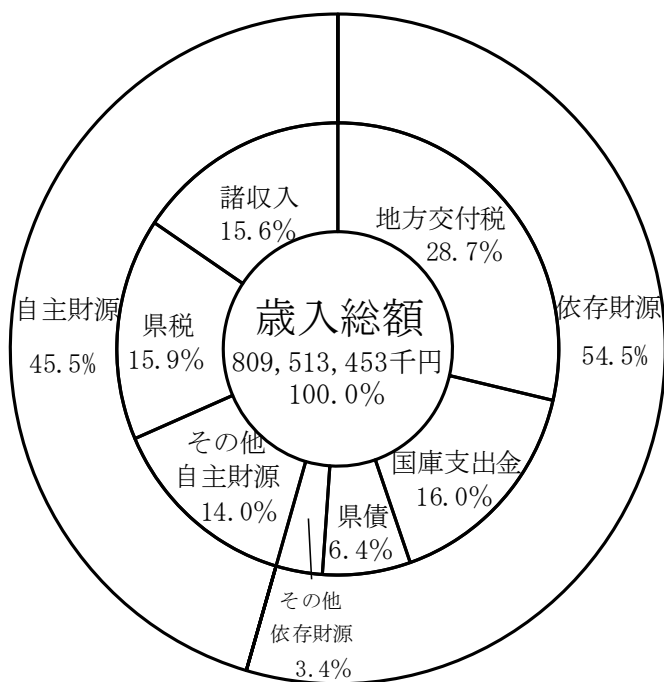 諸収入
15.6%
地方交付税
28.7%
自主財源
45.5%
県税
15.9%
歳入総額
809,513,453千円
100.0%
依存財源
54.5%
その他
自主財源
14.0%
県債
6.4%
国庫支出金
16.0%
その他
依存財源
3.4%